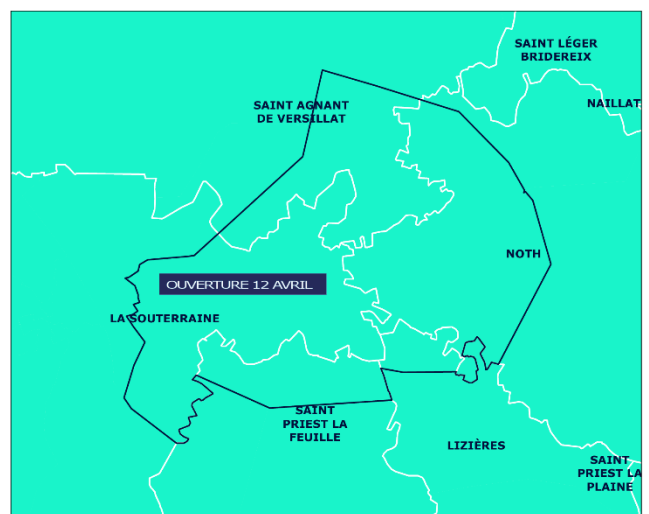 SAINT LÉGER
BRIDEREIX
NAILLAT
SAINT AGNANT
DE VERSILLAT
NOTH
OUVERTURE 12 AVRIL
LA SOUTERRAINE
SAINT
PRIEST LA
FEUILLE
LIZIÈRES
SAINT
PRIEST LA
PLAINE